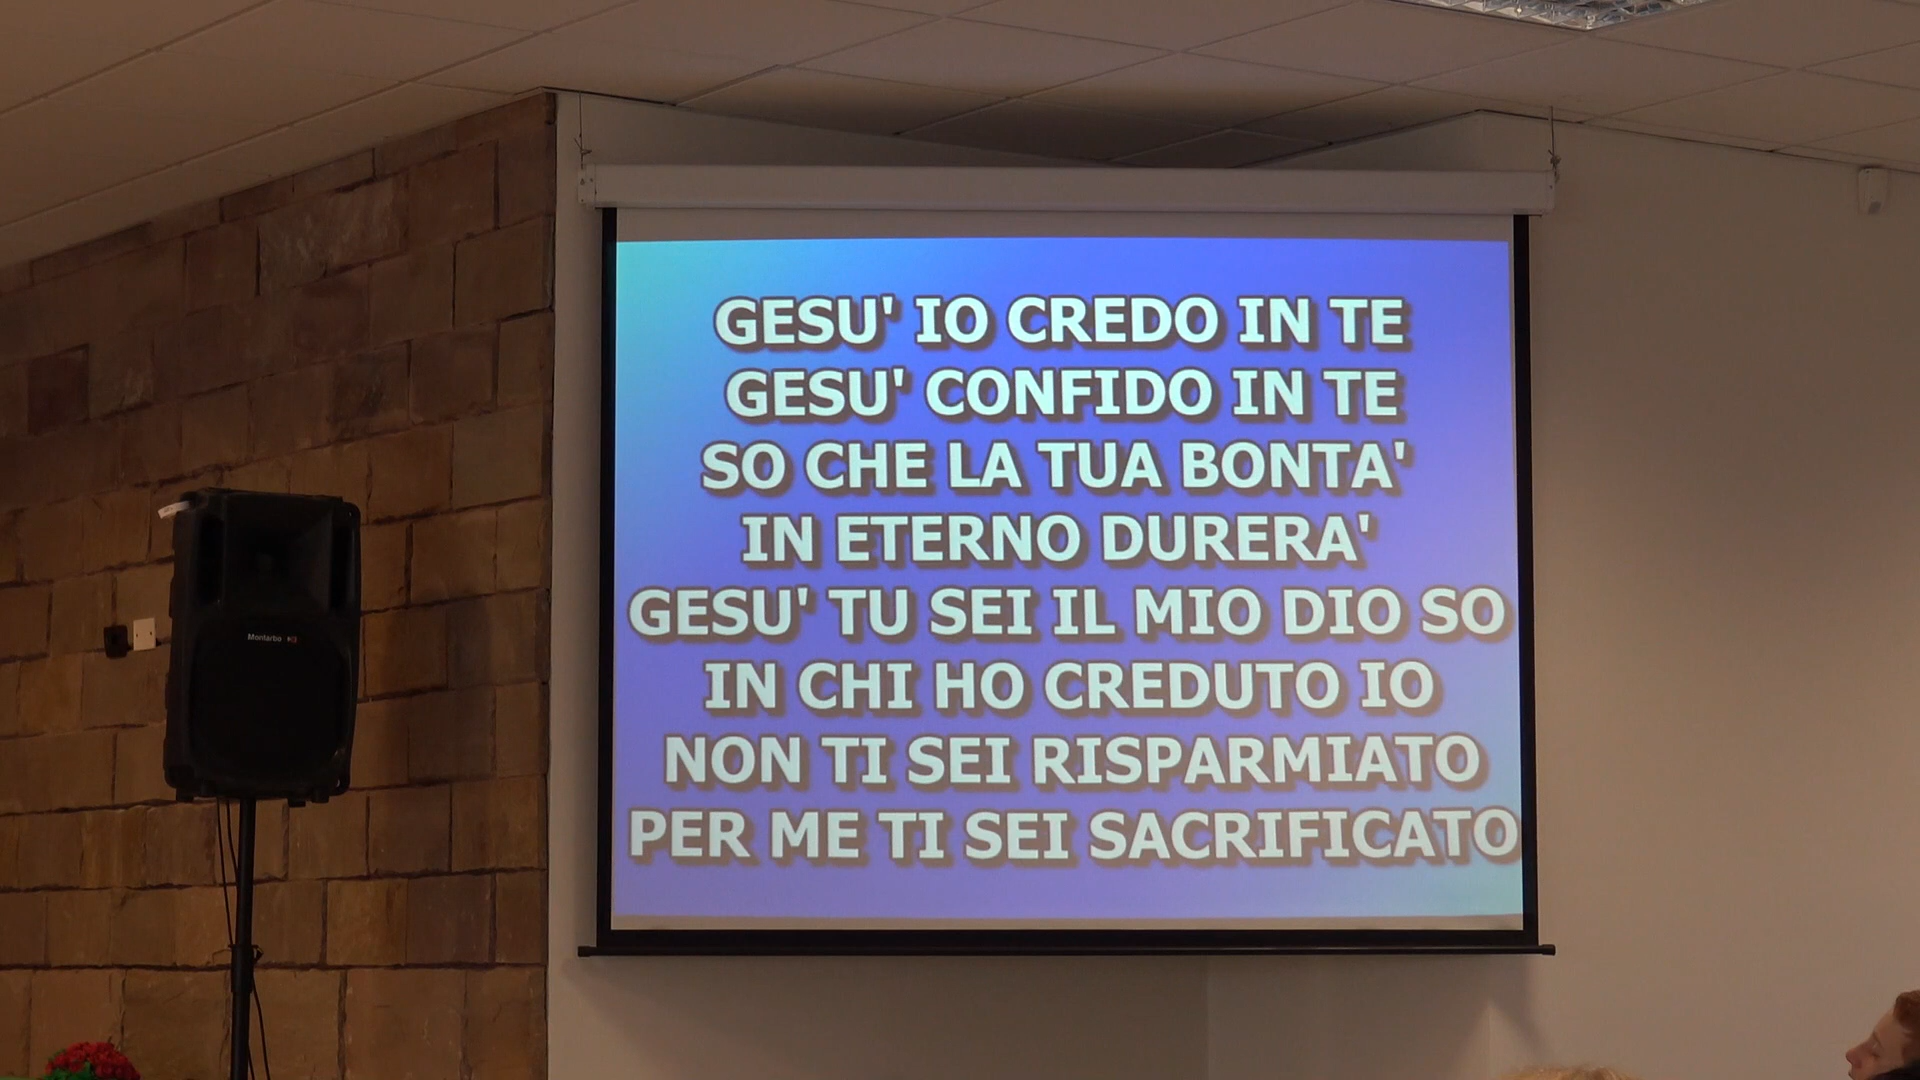 GESU' IO CREDO IN TE
GESU' CONFIDO IN TE
SO CHE LA TUA BONTA'
IN ETERNO DURERA'
GESU' TU SEI IL MIO DIO SO
IN CHI HO CREDUTO IO
NON TI SEI RISPARMIATO
PER ME TI SEI SACRIFICATO
Montarbo